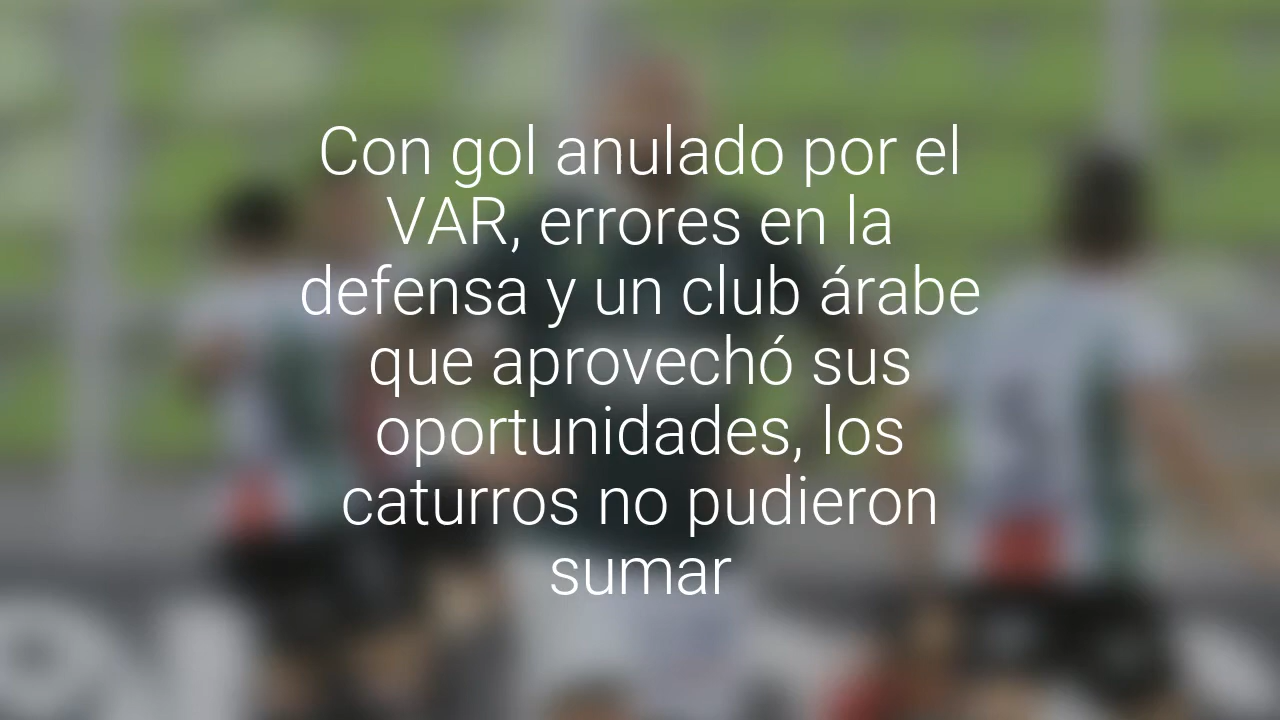 Con gol anulado por el
VAR, errores en la
defensa y un club árabe
que aprovechó sus
oportunidades, los
caturros no pudieron
sumar